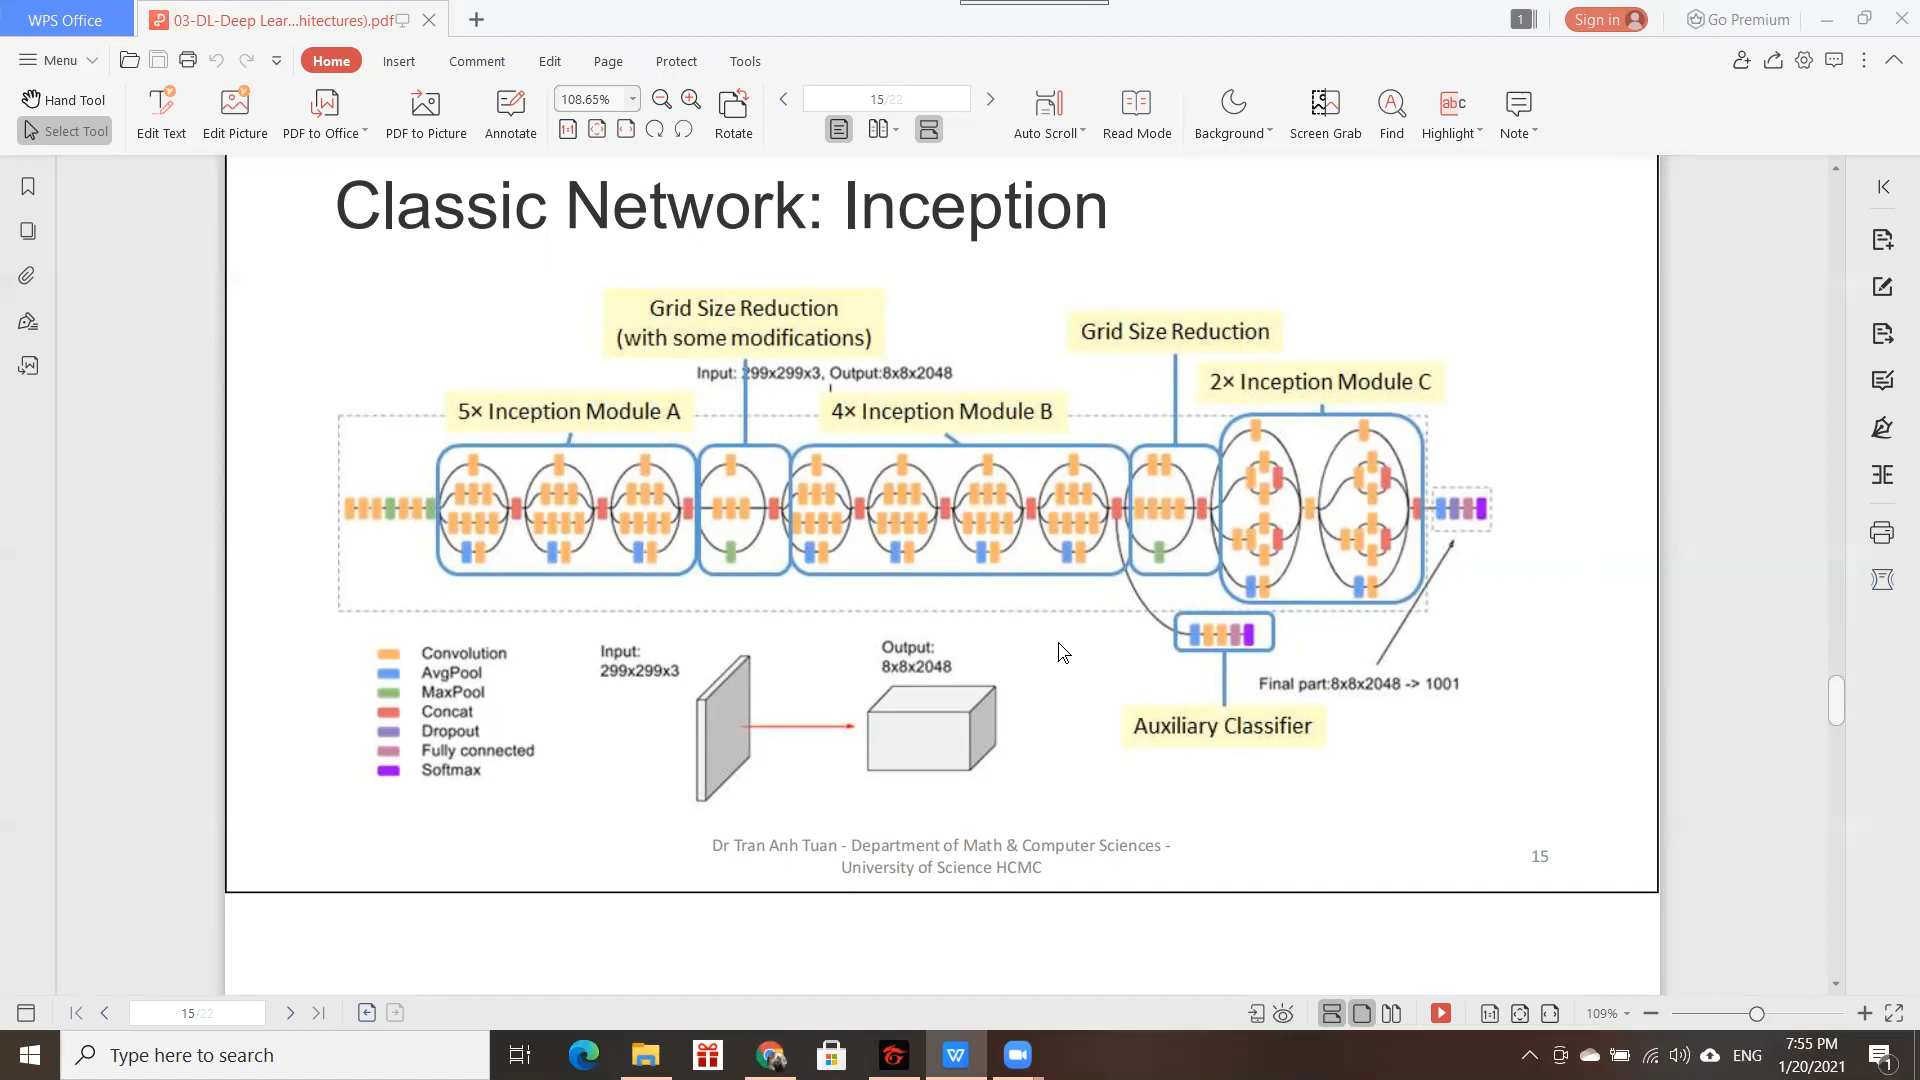 WPS Office
03-DL-Deep Lear...hitectures).pdf
1
Sign in
Go Premium
Menu
Home
Insert
Comment
Edit
Page
Protect
Tools
Hand Tool
Select Tool
Edit Text
Edit Picture
PDF to Office
PDF to Picture
Annotate
108.65%
Rotate
15/22
Auto Scroll
Read Mode
Background
Screen Grab
Find
Highlight
Note
Classic Network: Inception
Grid Size Reduction
(with some modifications)
Grid Size Reduction
Input: 299x299x3, Output:8x8x2048
2× Inception Module C
5× Inception Module A
4× Inception Module B
Convolution
AvgPool
MaxPool
Concat
Dropout
Fully connected
Softmax
Input:
299x299x3
Output:
8x8x2048
Final part:8x8x2048 -> 1001
Auxiliary Classifier
Dr Tran Anh Tuan - Department of Math & Computer Sciences -
University of Science HCMC
15
15/22
109%
Type here to search
ENG
7:55 PM
1/20/2021
1